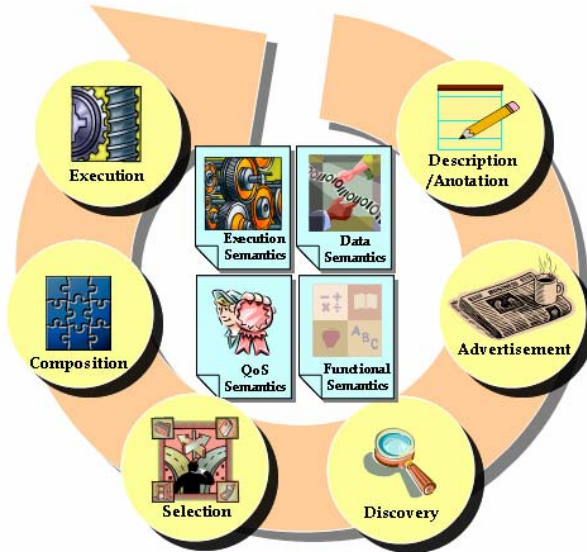 Execution
Description
/Anotation
Execution
Semantics
Data
Semantics
Composition
QoS
Semantics
Functional
Semantics
Advertisement
Selection
Discovery